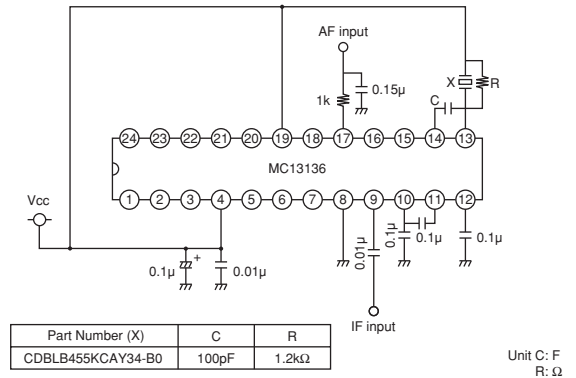 AF input
0.15µ
1k
X
R
C
24 23 22 21 20 19 18 17 16 15 14 13
MC13136
1 2 3 4 5 6 7 8 9 10 11 12
Vcc
+
0.1µ
0.01µ
0.01µ
0.1µ
0.1µ
0.1µ
IF input
Part Number (X) C R
CDBLB455KCAY34-B0 100pF 1.2kΩ
Unit C: F
R: Ω